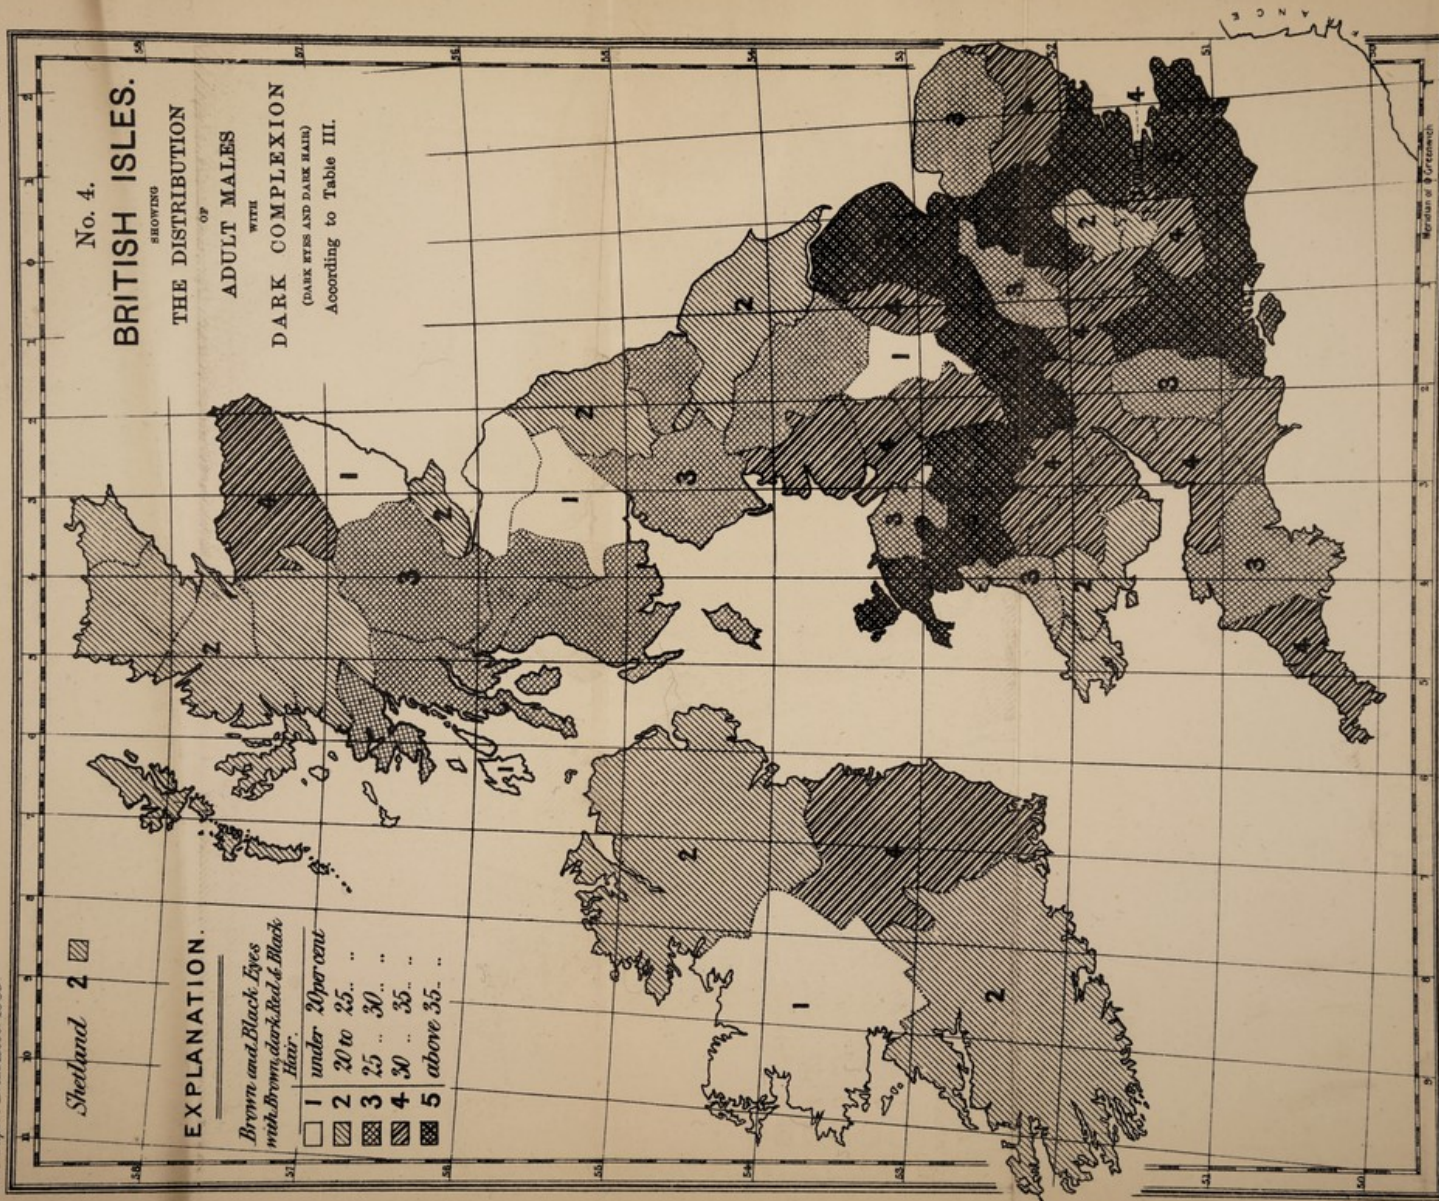 No. 4.
BRITISH ISLES.
SHOWING
THE DISTRIBUTION
OF
ADULT MALES
WITH
DARK COMPLEXION
(DARK EYES AND DARK HAIR)
According to Table III.
Shetland 2
EXPLANATION.
Brown and Black Eyes
with Brown, dark Red & Black
Hair.
1 under 20 per cent
2 20 to 25 .. ..
3 25 .. 30 .. ..
4 30 .. 35 .. ..
5 above 35 .. ..
Meridian of 0 Greenwich